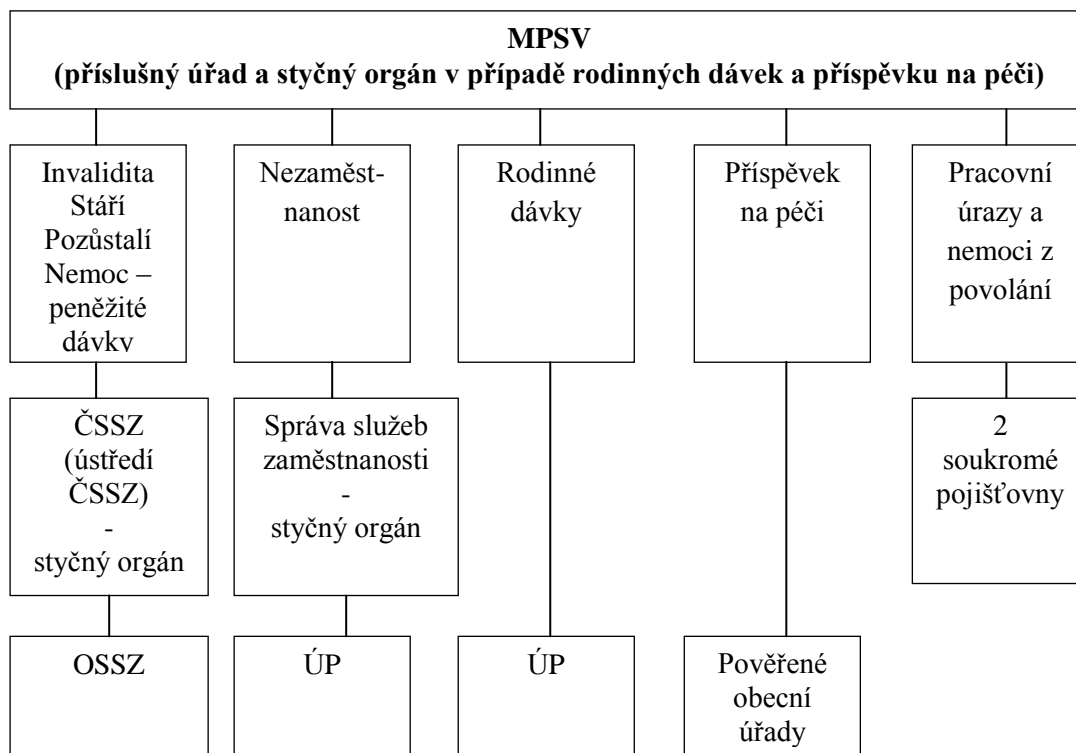 MPSV
(příslušný úřad a styčný orgán v případě rodinných dávek a příspěvku na péči)
Invalidita
Stáří
Pozůstalí
Nemoc –
peněžité
dávky
Nezaměst-
nanost
Rodinné
dávky
Příspěvek
na péči
Pracovní
úrazy a
nemoci z
povolání
ČSSZ
(ústředí
ČSSZ)
-
styčný orgán
Správa služeb
zaměstnanosti
-
styčný orgán
2
soukromé
pojišťovny
OSSZ
ÚP
ÚP
Pověřené
obecní
úřady